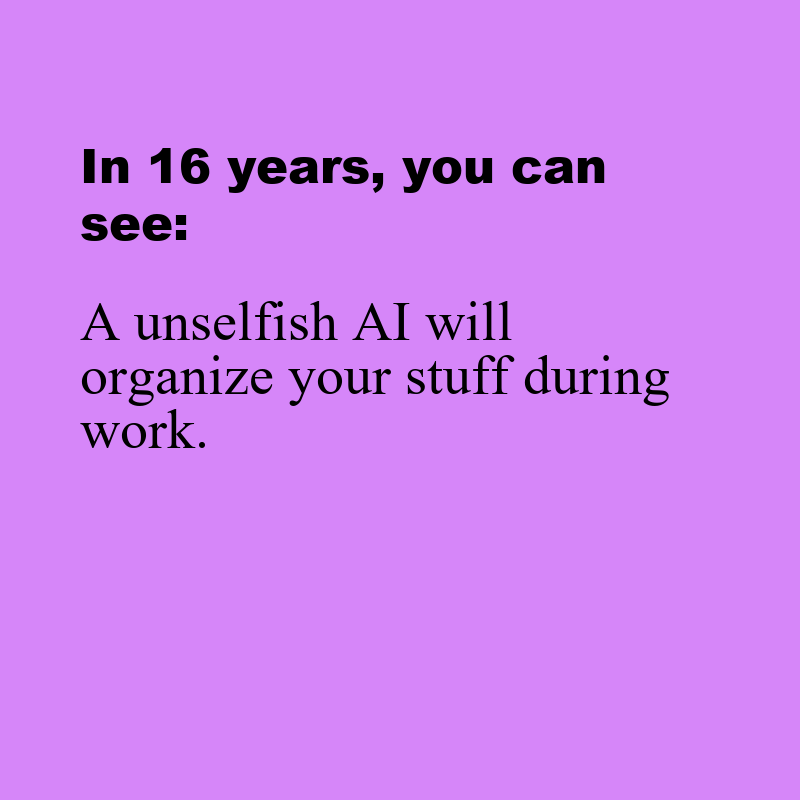 In 16 years, you can
see:
A unselfish AI will
organize your stuff during
work.